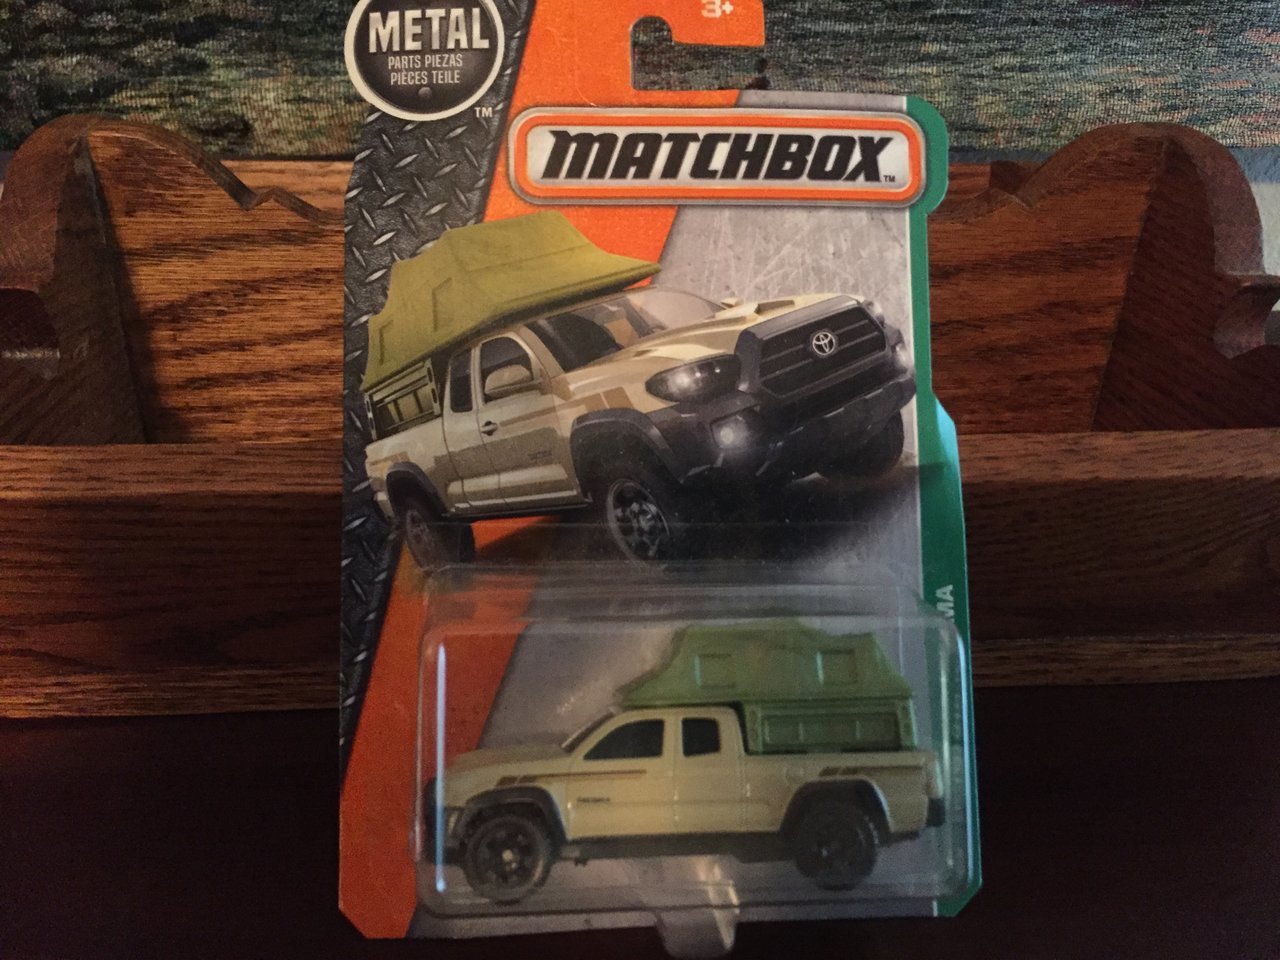 METAL
PARTS PIEZAS
PIÈCES TEILE
TM
3+
MATCHBOX
TM
MA